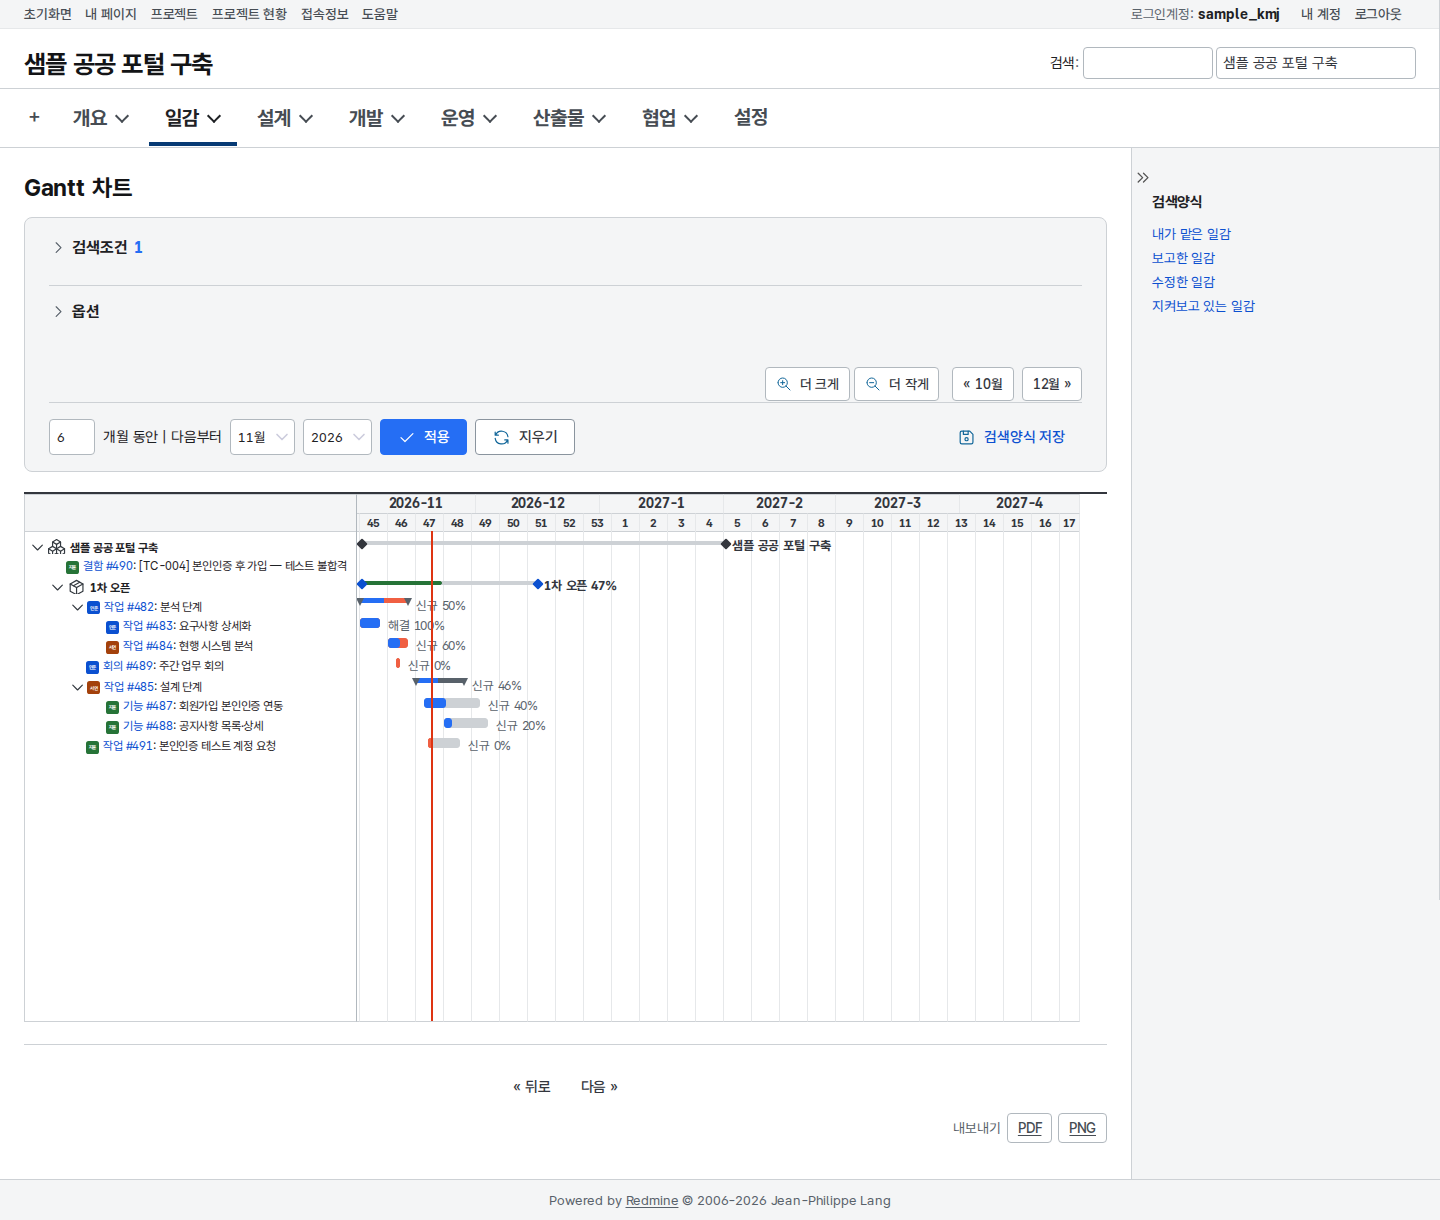 초기화면 내 페이지 프로젝트 프로젝트 현황 접속정보 도움말 로그인계정: sample_kmj 내 계정 로그아웃
샘플 공공 포털 구축 검색: 샘플 공공 포털 구축
+ 개요 일감 설계 개발 운영 산출물 협업 설정
Gantt 차트
검색조건 1
옵션
더 크게 더 작게 « 10월 12월 »
6 개월 동안 | 다음부터 11월 2026 적용 지우기 검색양식 저장
검색양식
내가 맡은 일감
보고한 일감
수정한 일감
지켜보고 있는 일감
2026-11 2026-12 2027-1 2027-2 2027-3 2027-4
45 46 47 48 49 50 51 52 53 1 2 3 4 5 6 7 8 9 10 11 12 13 14 15 16 17
샘플 공공 포털 구축 샘플 공공 포털 구축
결함 #490: [TC-004] 본인인증 후 가입 — 테스트 불합격
1차 오픈 1차 오픈 47%
작업 #482: 분석 단계 신규 50%
작업 #483: 요구사항 상세화 해결 100%
작업 #484: 현행 시스템 분석 신규 60%
회의 #489: 주간 업무 회의 신규 0%
작업 #485: 설계 단계 신규 46%
기능 #487: 회원가입 본인인증 연동 신규 40%
기능 #488: 공지사항 목록·상세 신규 20%
작업 #491: 본인인증 테스트 계정 요청 신규 0%
« 뒤로 다음 »
내보내기 PDF PNG
Powered by Redmine © 2006-2026 Jean-Philippe Lang